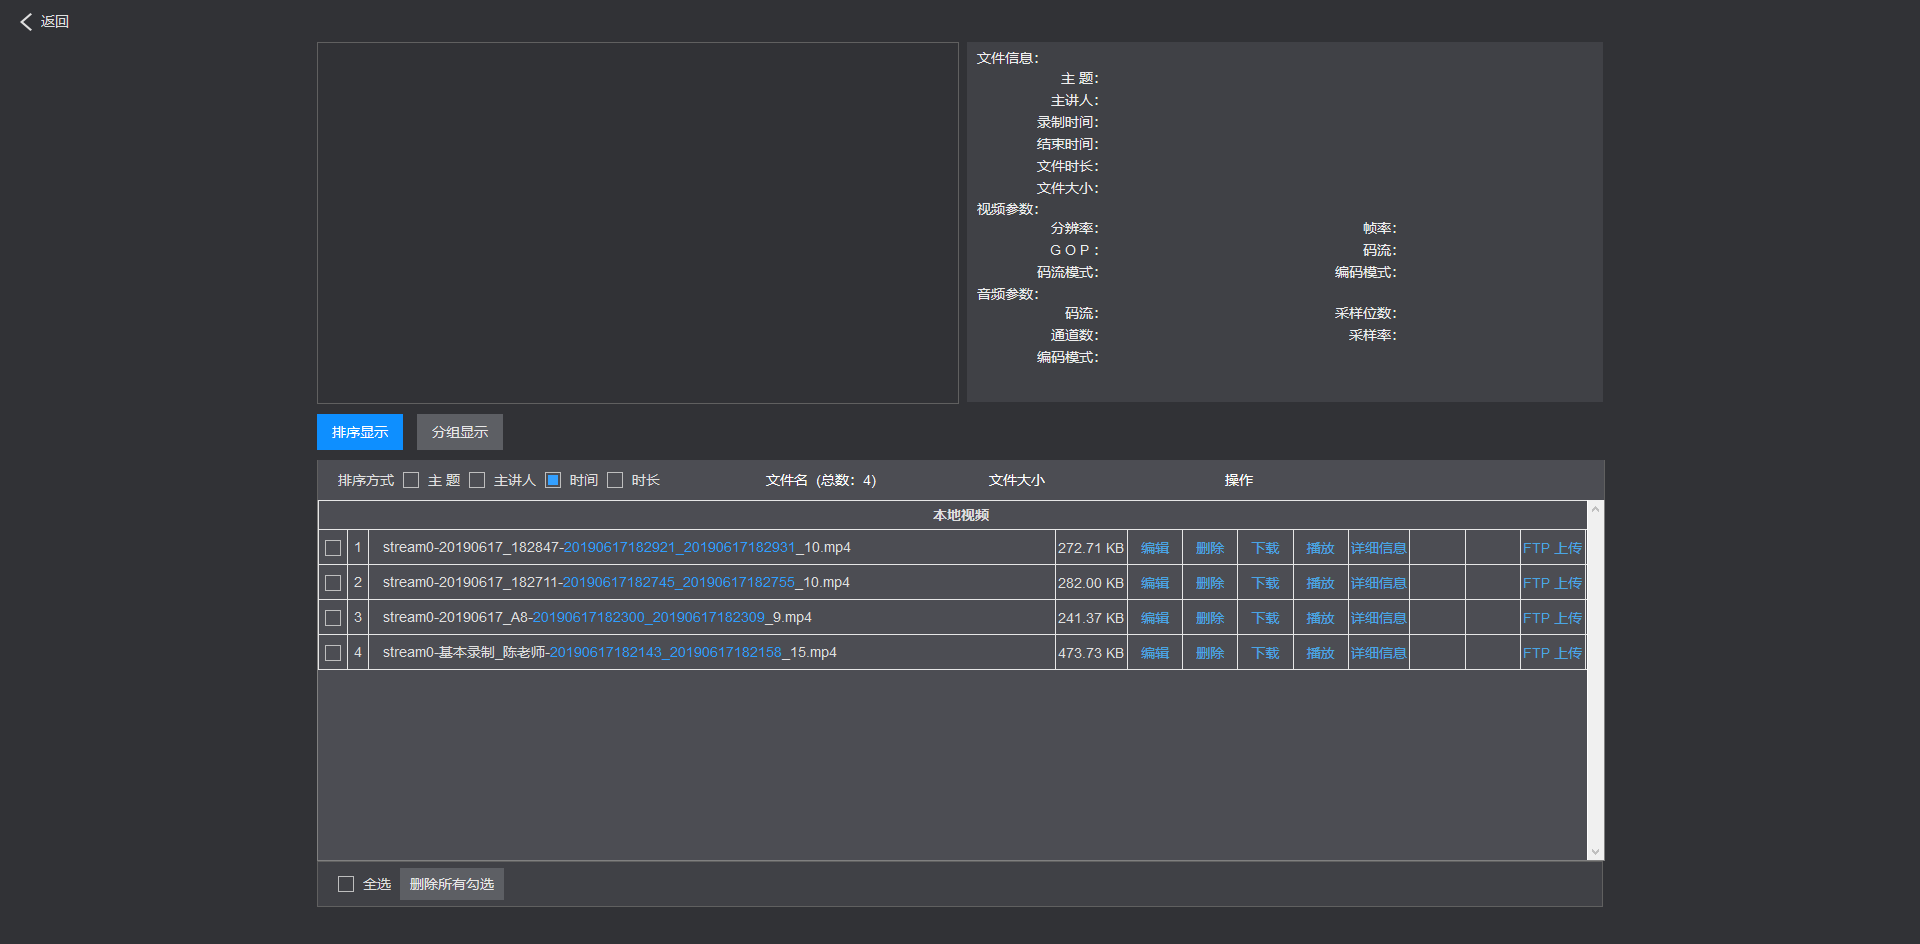 返回
文件信息：
主 题：
主讲人：
录制时间：
结束时间：
文件时长：
文件大小：
视频参数：
分辨率： 帧率：
G O P： 码流：
码流模式： 编码模式：
音频参数：
码流： 采样位数：
通道数： 采样率：
编码模式：
排序显示 分组显示
排序方式 主 题 主讲人 时间 时长 文件名（总数：4） 文件大小 操作
本地视频
1 stream0-20190617_182847-20190617182921_20190617182931_10.mp4 272.71 KB 编辑 删除 下载 播放 详细信息 FTP 上传
2 stream0-20190617_182711-20190617182745_20190617182755_10.mp4 282.00 KB 编辑 删除 下载 播放 详细信息 FTP 上传
3 stream0-20190617_A8-20190617182300_20190617182309_9.mp4 241.37 KB 编辑 删除 下载 播放 详细信息 FTP 上传
4 stream0-基本录制_陈老师-20190617182143_20190617182158_15.mp4 473.73 KB 编辑 删除 下载 播放 详细信息 FTP 上传
全选 删除所有勾选